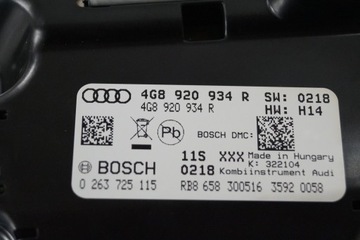 4G8 920 934 R SW: 0218
4G8 920 934 R HW: H14
Pb
BOSCH DMC:
BOSCH 11S XXX Made in Hungary
K: 322104
0218 Kombiinstrument Audi
0 263 725 115 RB8 658 300516 3592 0058